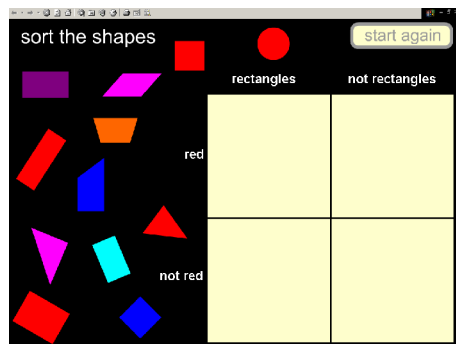 sort the shapes
start again
rectangles
not rectangles
red
not red